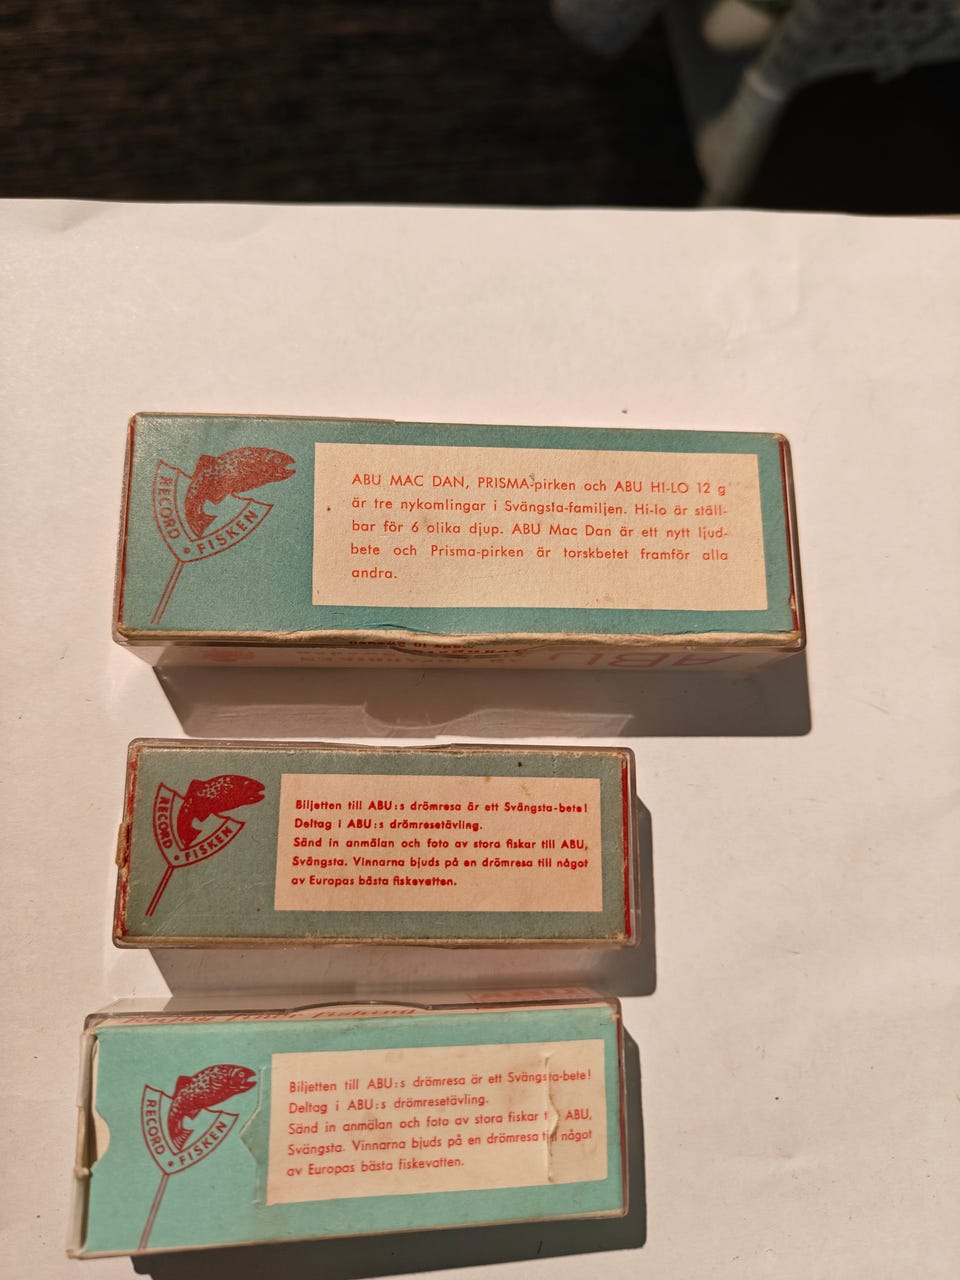 RECORD
FISKEN
ABU MAC DAN, PRISMA-pirken och ABU HI-LO 12 g
är tre nykomlingar i Svängsta-familjen. Hi-lo är ställ-
bar för 6 olika djup. ABU Mac Dan är ett nytt ljud-
bete och Prisma-pirken är torskbetet framför alla
andra.
ABU
RECORD
FISKEN
Biljetten till ABU:s drömresa är ett Svängsta-bete!
Deltag i ABU:s drömresetävling.
Sänd in anmälan och foto av stora fiskar till ABU,
Svängsta. Vinnarna bjuds på en drömresa till något
av Europas bästa fiskevatten.
RECORD
FISKEN
Biljetten till ABU:s drömresa är ett Svängsta-bete!
Deltag i ABU:s drömresetävling.
Sänd in anmälan och foto av stora fiskar ABU,
Svängsta. Vinnarna bjuds på en drömresa till något
av Europas bästa fiskevatten.